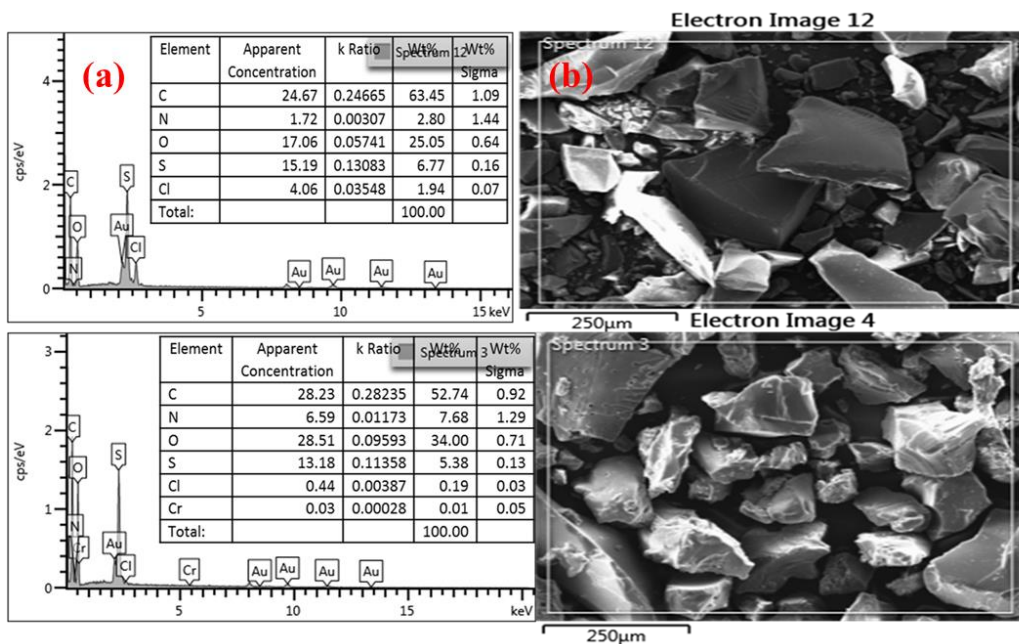 Electron Image 12
(a)
Element Apparent Concentration k Ratio Wt% Wt% Sigma
Spectrum 12
C 24.67 0.24665 63.45 1.09
N 1.72 0.00307 2.80 1.44
O 17.06 0.05741 25.05 0.64
S 15.19 0.13083 6.77 0.16
Cl 4.06 0.03548 1.94 0.07
Total: 100.00
cps/eV
4
2
0
C
O
N
S
Au
Cl
Au Au Au Au
5 10 15 keV
Spectrum 12
(b)
250μm
Electron Image 4
Element Apparent Concentration k Ratio Wt% Wt% Sigma
Spectrum 3
C 28.23 0.28235 52.74 0.92
N 6.59 0.01173 7.68 1.29
O 28.51 0.09593 34.00 0.71
S 13.18 0.11358 5.38 0.13
Cl 0.44 0.00387 0.19 0.03
Cr 0.03 0.00028 0.01 0.05
Total: 100.00
cps/eV
3
2
1
0
C
O
S
N
Cr
Au
Cl
Cr Au Au Au Au
5 10 15 keV
Spectrum 3
250μm